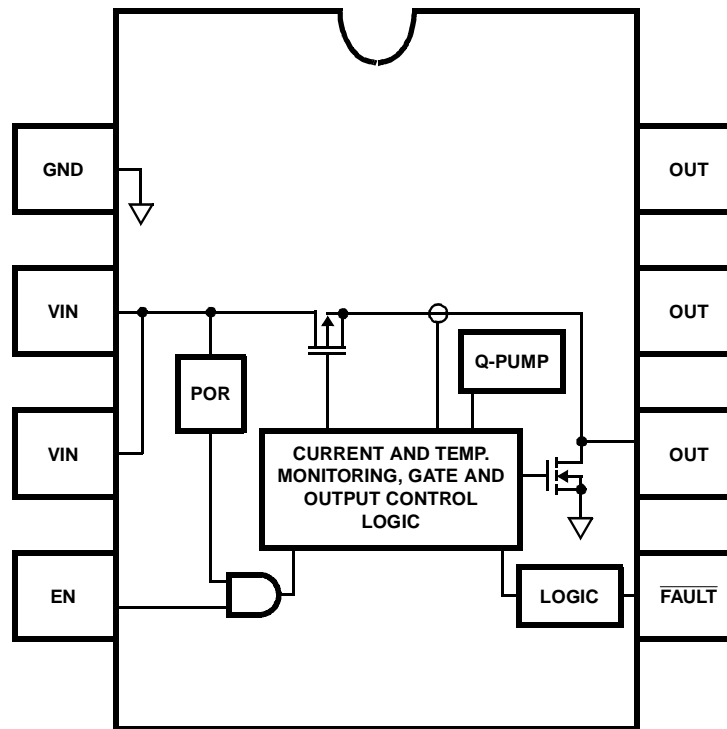 GND
OUT
VIN
OUT
POR
Q-PUMP
VIN
CURRENT AND TEMP.
MONITORING, GATE AND
OUTPUT CONTROL
LOGIC
OUT
EN
LOGIC
FAULT